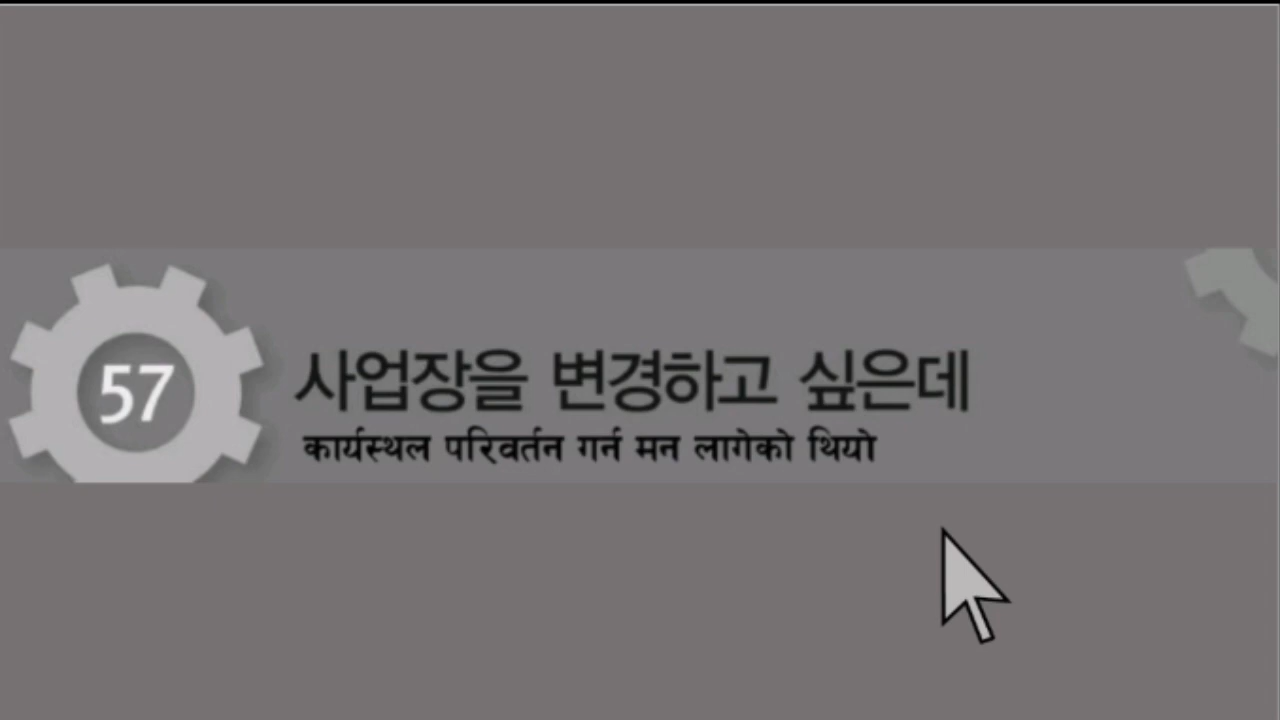 57
사업장을 변경하고 싶은데
कार्यस्थल परिवर्तन गर्न मन लागेको थियो